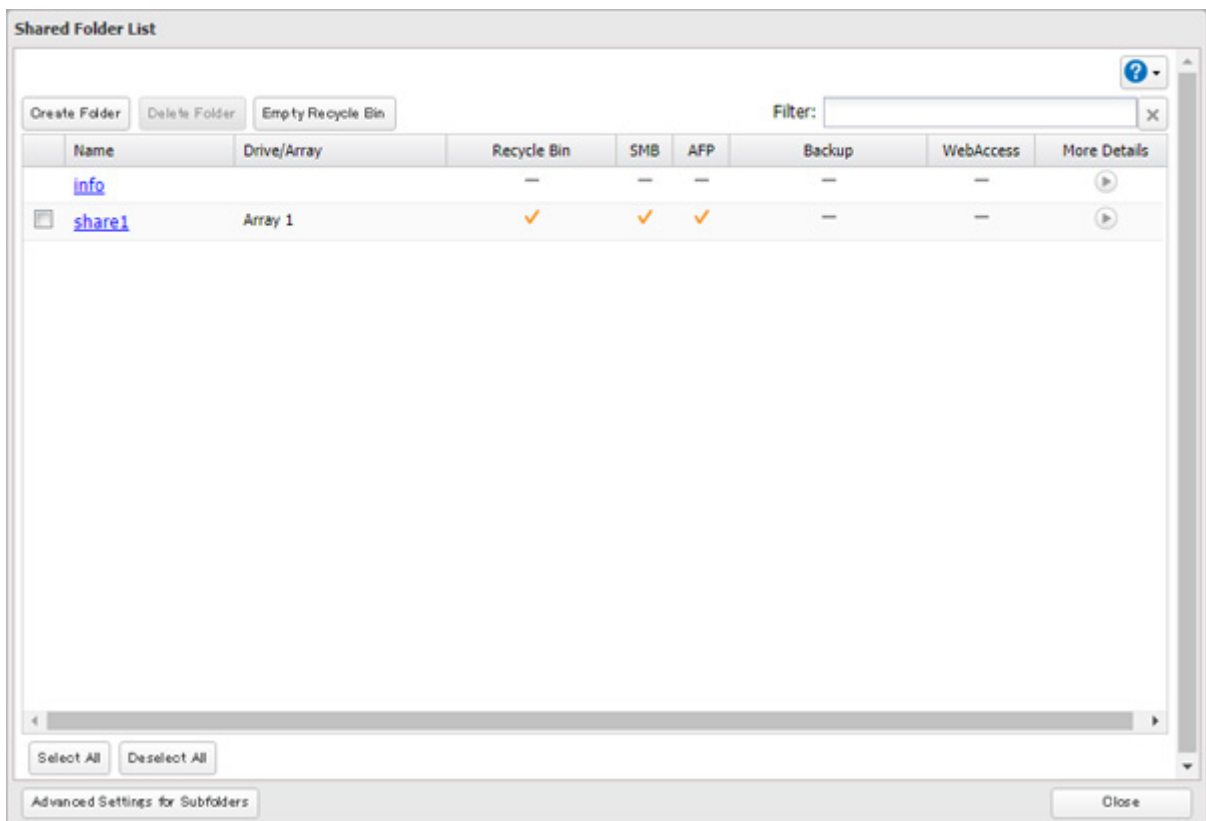 Shared Folder List
Create Folder Delete Folder Empty Recycle Bin Filter:
Name Drive/Array Recycle Bin SMB AFP Backup WebAccess More Details
info — — — — —
share1 Array 1 ✓ ✓ ✓ — —
Select All Deselect All
Advanced Settings for Subfolders Close